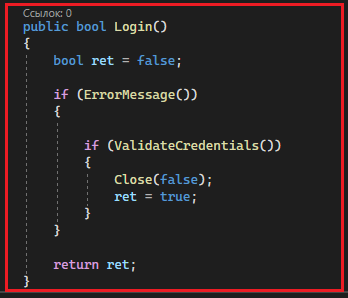 Ссылок: 0
public bool Login()
{
bool ret = false;
if (ErrorMessage())
{
if (ValidateCredentials())
{
Close(false);
ret = true;
}
}
return ret;
}